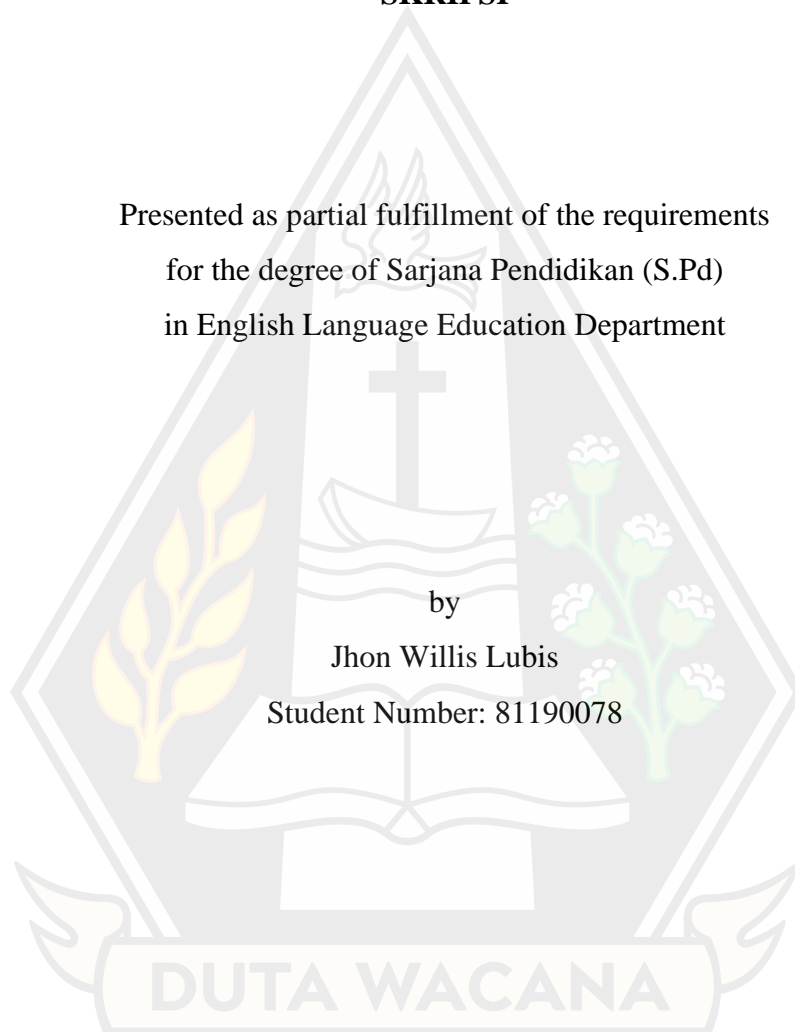 Presented as partial fulfillment of the requirements
for the degree of Sarjana Pendidikan (S.Pd)
in English Language Education Department
by
Jhon Willis Lubis
Student Number: 81190078
DUTA WACANA